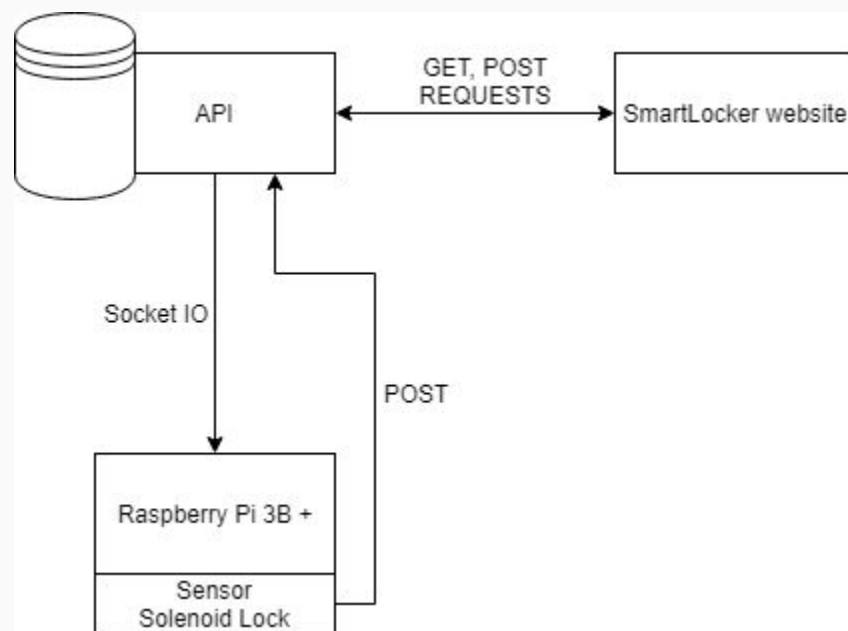 API
GET, POST
REQUESTS
SmartLocker website
Socket IO
POST
Raspberry Pi 3B +
Sensor
Solenoid Lock